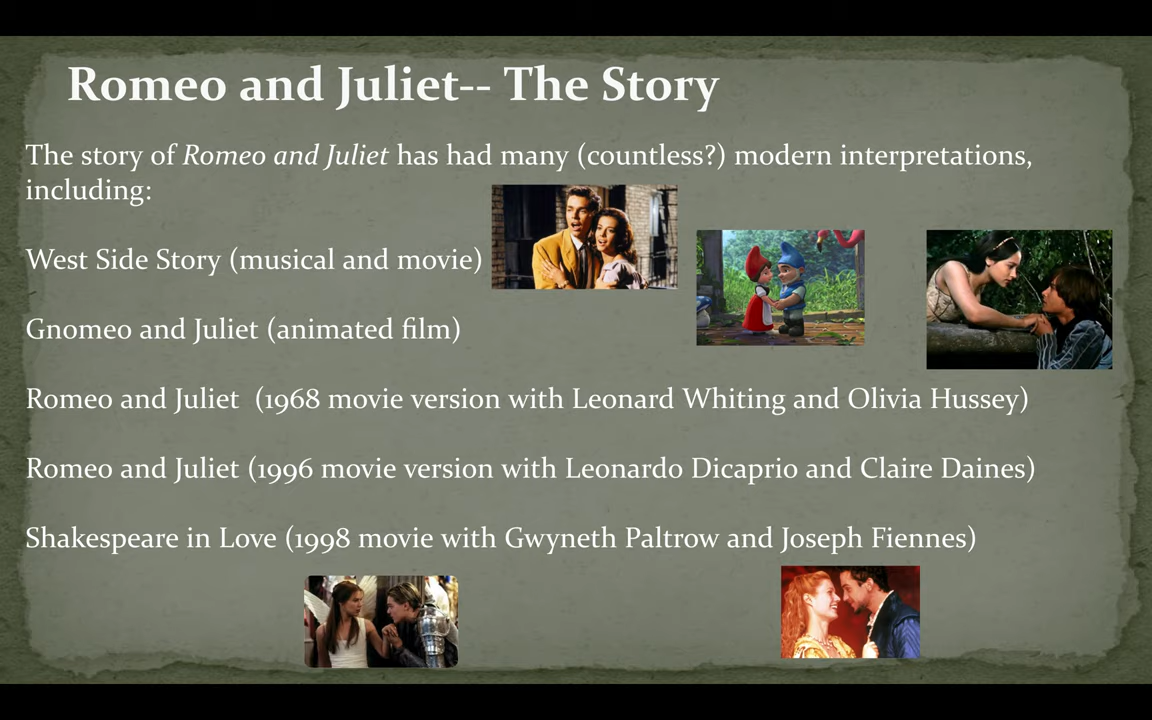 Romeo and Juliet-- The Story
The story of Romeo and Juliet has had many (countless?) modern interpretations,
including:
West Side Story (musical and movie)
Gnomeo and Juliet (animated film)
Romeo and Juliet  (1968 movie version with Leonard Whiting and Olivia Hussey)
Romeo and Juliet (1996 movie version with Leonardo Dicaprio and Claire Daines)
Shakespeare in Love (1998 movie with Gwyneth Paltrow and Joseph Fiennes)